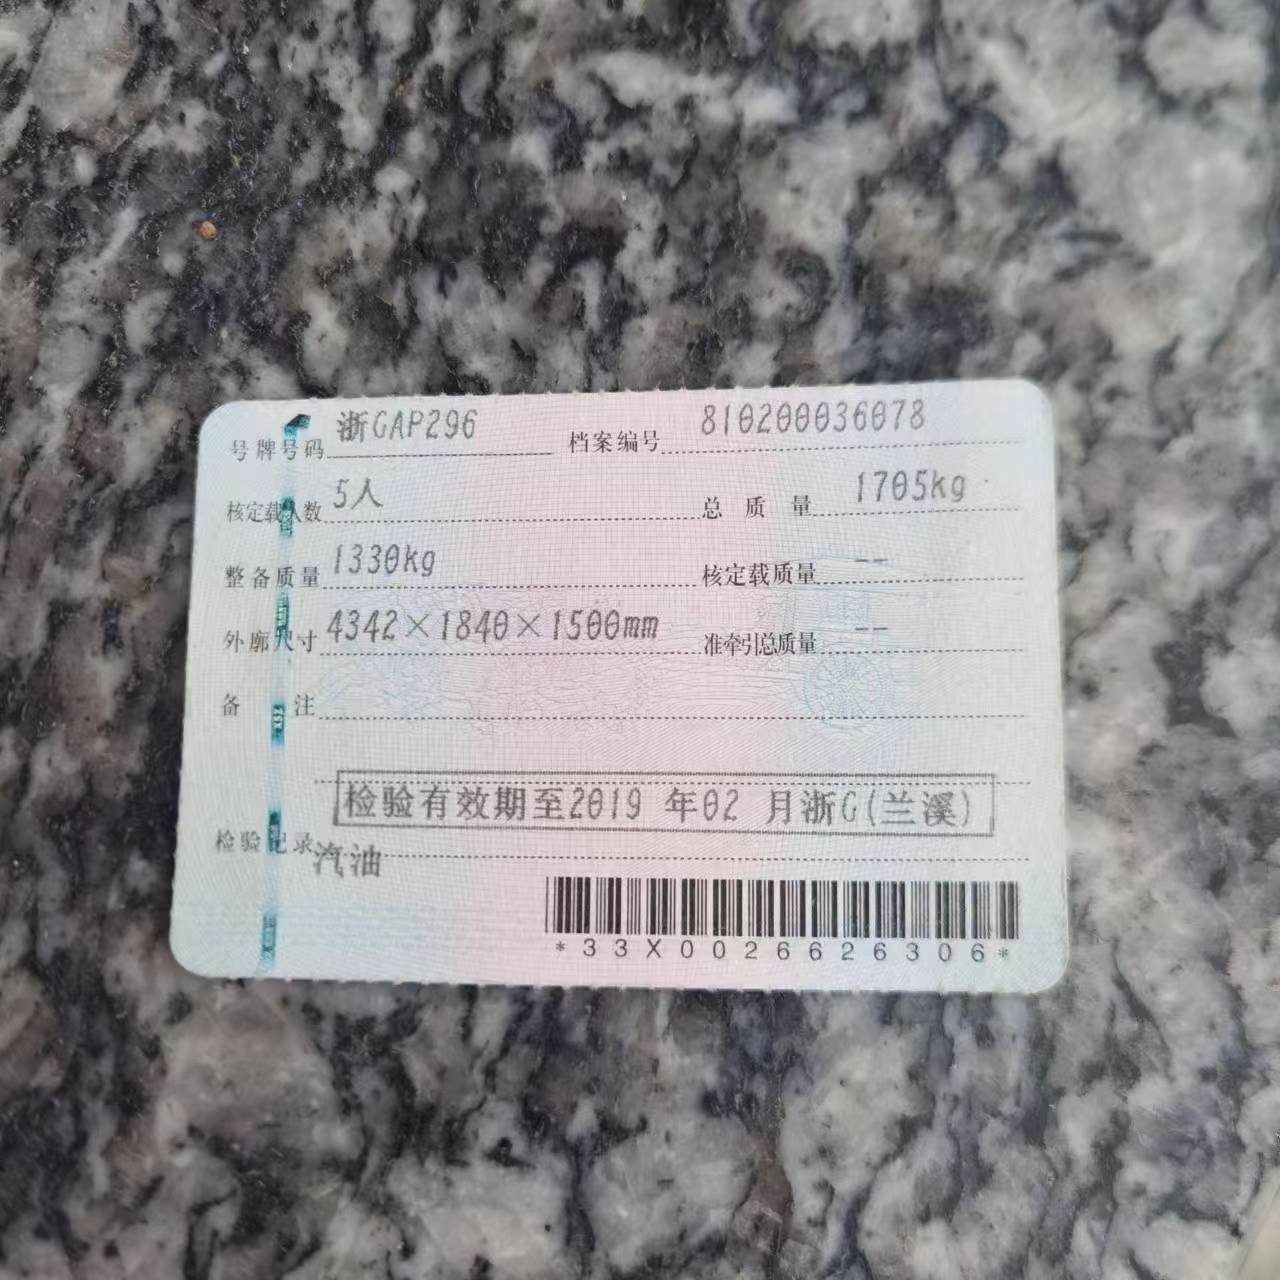 号牌号码 浙GAP296 档案编号 810200036078
核定载人数 5人 总质量 1705kg
整备质量 1330kg 核定载质量 --
外廓尺寸 4342×1840×1500mm 准牵引总质量 --
备注
检验有效期至2019 年02 月浙G(兰溪)
检验记录 汽油
*33X0026626306*